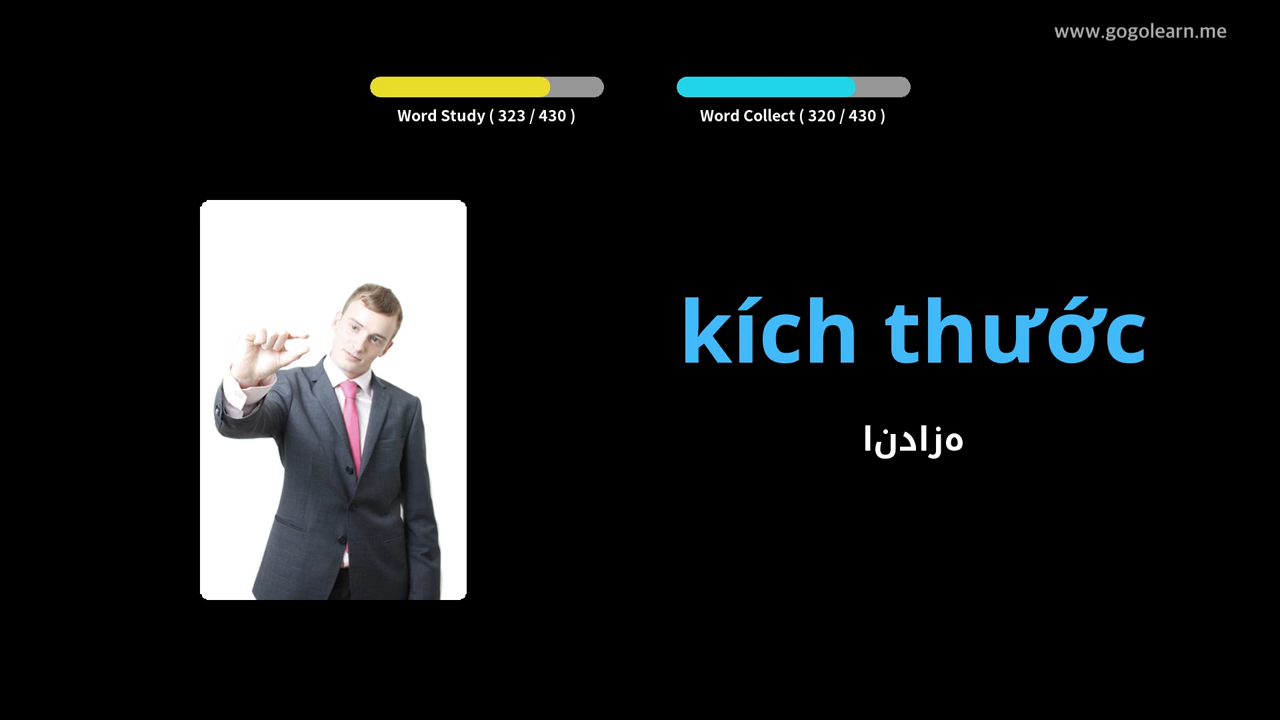 www.gogolearn.me
Word Study ( 323 / 430 )
Word Collect ( 320 / 430 )
kích thước
اندازه